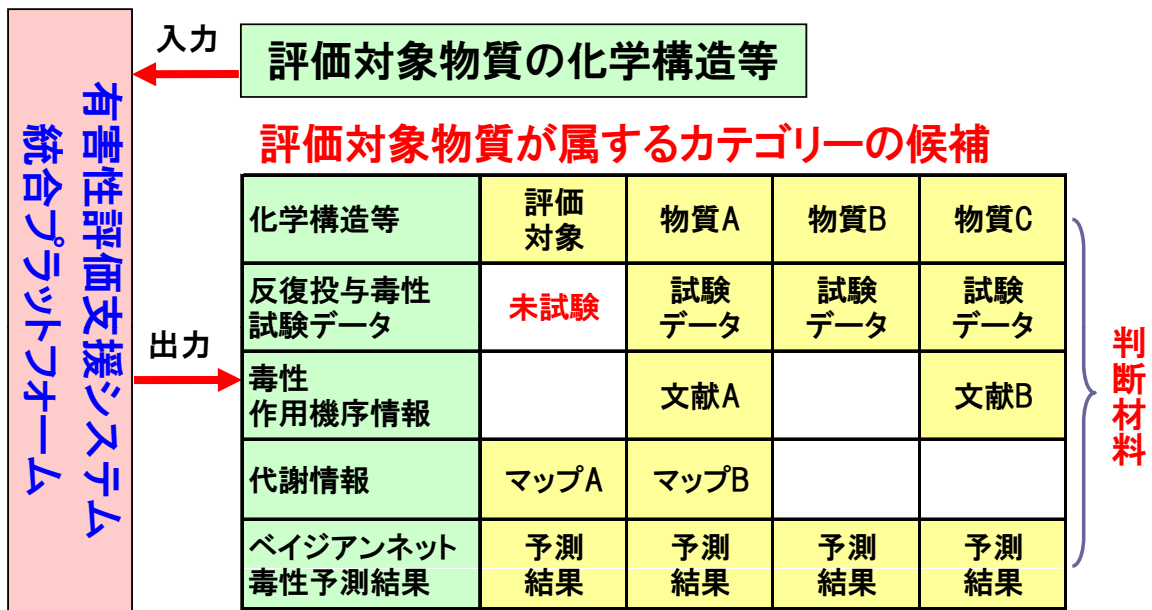 有害性評価支援システム
統合プラットフォーム
入力
評価対象物質の化学構造等
評価対象物質が属するカテゴリーの候補
出力
化学構造等
評価
対象
物質A
物質B
物質C
反復投与毒性
試験データ
未試験
試験
データ
試験
データ
試験
データ
毒性
作用機序情報
文献A
文献B
代謝情報
マップA
マップB
ベイジアンネット
毒性予測結果
予測
結果
予測
結果
予測
結果
予測
結果
判断材料